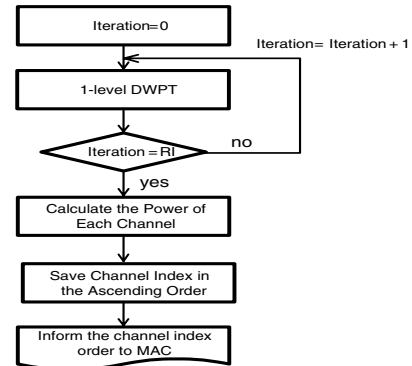 Iteration=0
Iteration= Iteration + 1
1-level DWPT
Iteration = RI
no
yes
Calculate the Power of
Each Channel
Save Channel Index in
the Ascending Order
Inform the channel index
order to MAC